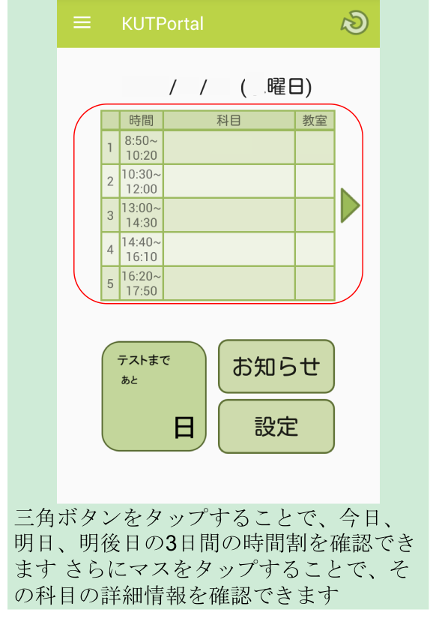 KUTPortal
/ / ( 曜日)
時間 科目 教室
1 8:50~
10:20
2 10:30~
12:00
3 13:00~
14:30
4 14:40~
16:10
5 16:20~
17:50
テストまで
あと
日
お知らせ
設定
三角ボタンをタップすることで、今日、
明日、明後日の3日間の時間割を確認でき
ます さらにマスをタップすることで、そ
の科目の詳細情報を確認できます